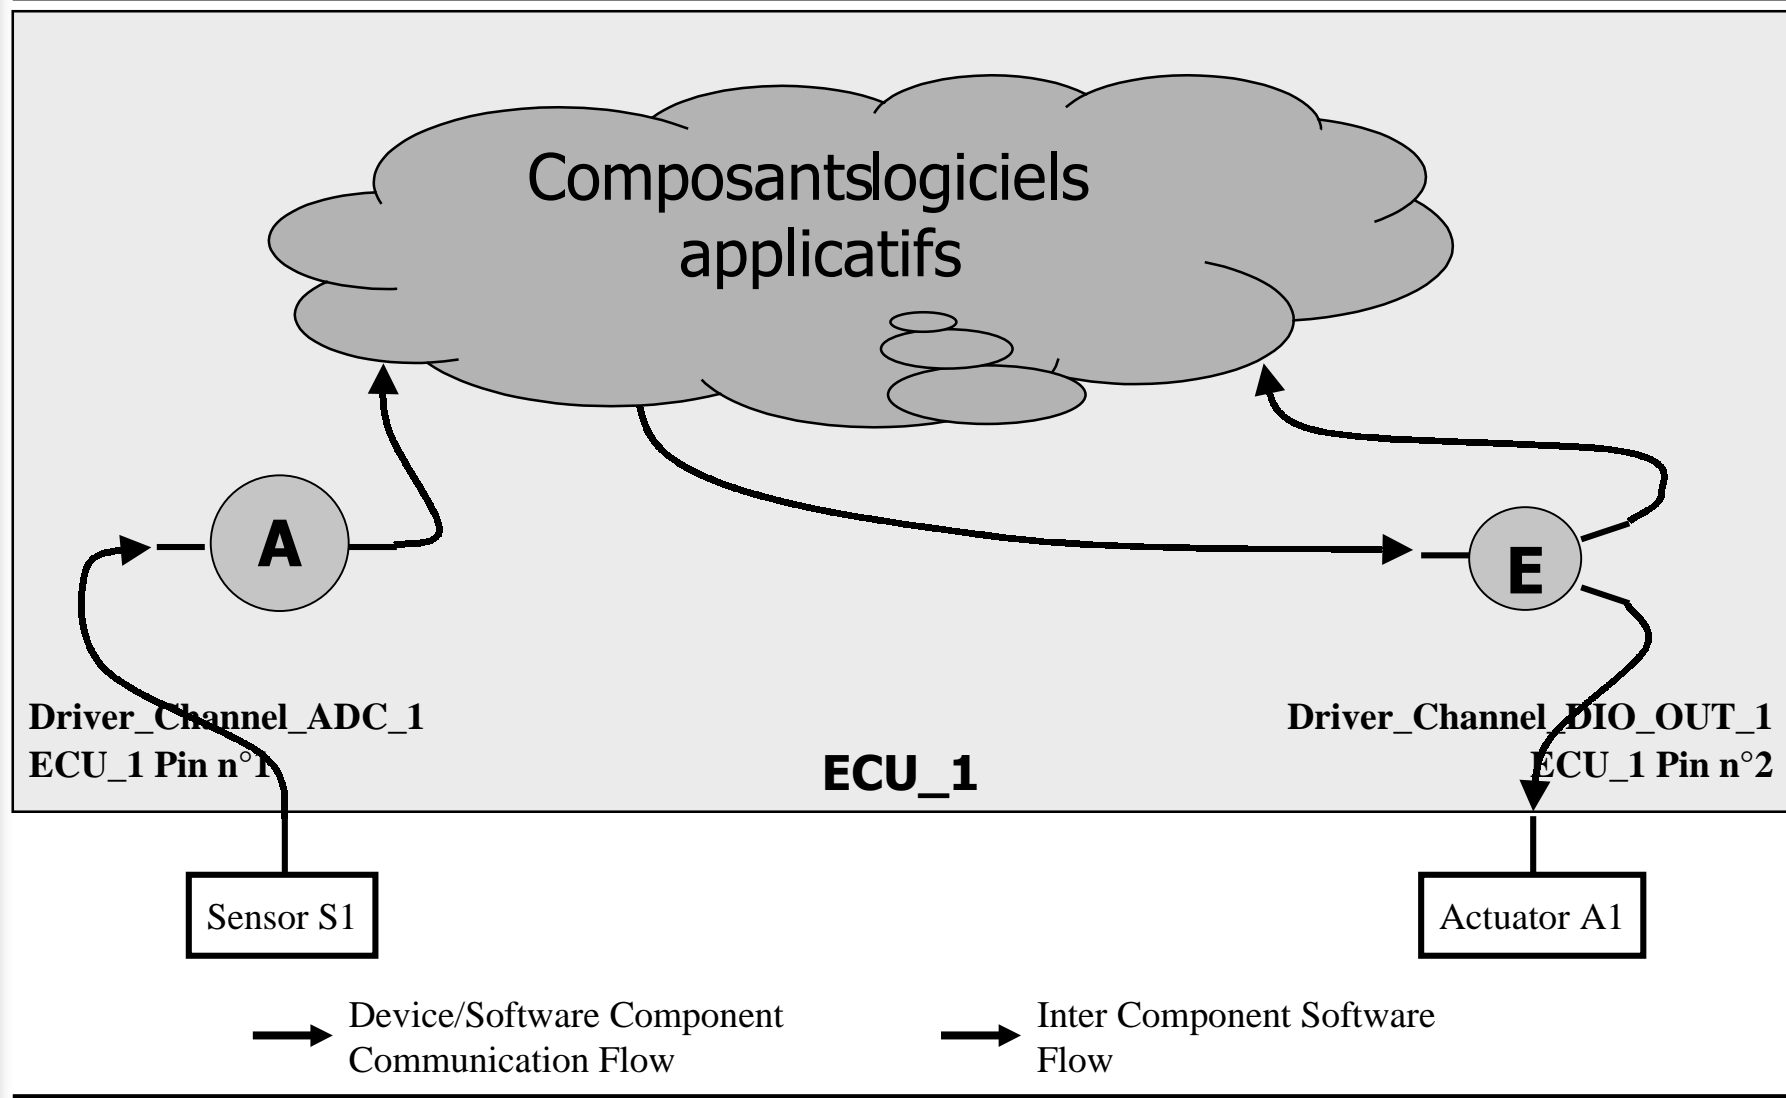 Composantslogiciels
applicatifs
A
E
Driver_Channel_ADC_1
ECU_1 Pin n°1
Driver_Channel_DIO_OUT_1
ECU_1 Pin n°2
ECU_1
Sensor S1
Actuator A1
Device/Software Component
Communication Flow
Inter Component Software
Flow